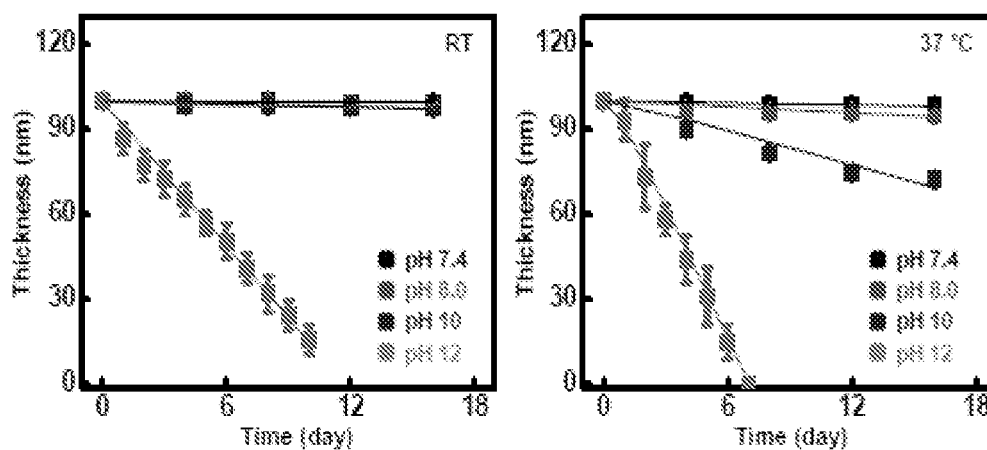 120
90
60
30
0
Thickness (nm)
RT
pH 7.4
pH 8.0
pH 10
pH 12
0 6 12 18
Time (day)
120
90
60
30
0
Thickness (nm)
37 °C
pH 7.4
pH 8.0
pH 10
pH 12
0 6 12 18
Time (day)